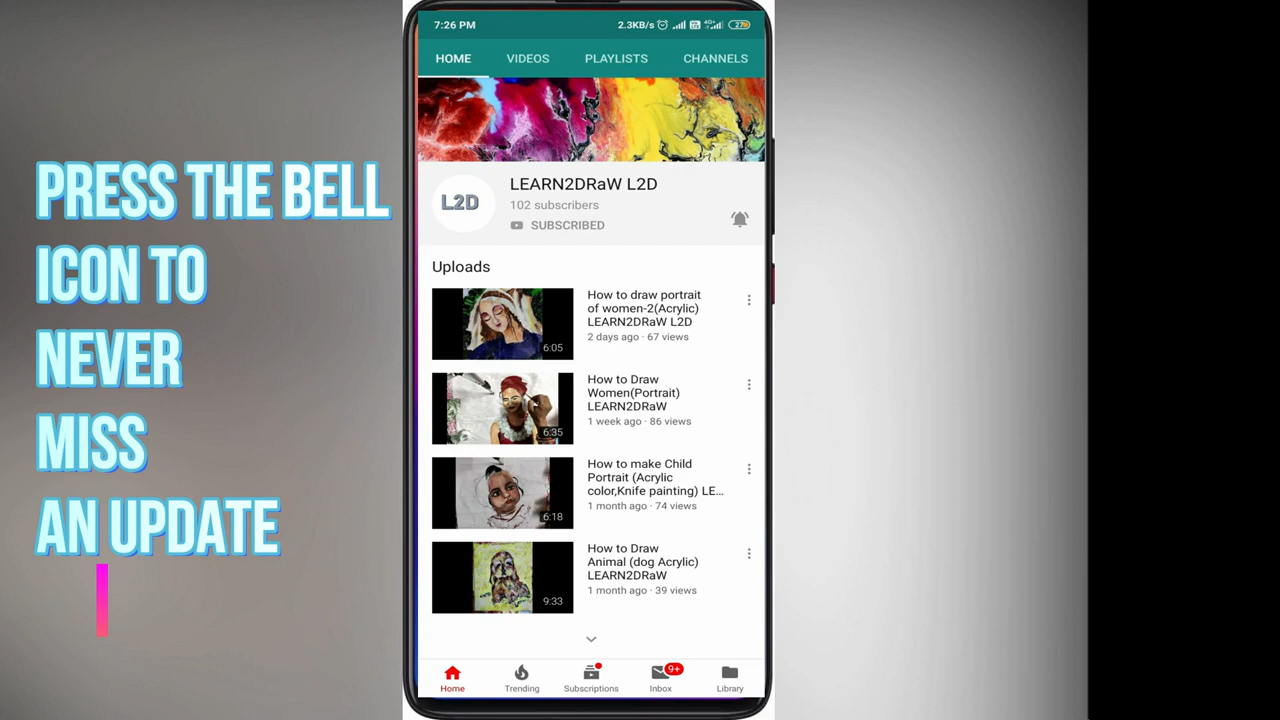 PRESS THE BELL
ICON TO
NEVER
MISS
AN UPDATE
7:26 PM
2.3KB/s
4G+
27
HOME
VIDEOS
PLAYLISTS
CHANNELS
L2D
LEARN2DRaW L2D
102 subscribers
SUBSCRIBED
Uploads
How to draw portrait
of women-2(Acrylic)
LEARN2DRaW L2D
2 days ago · 67 views
6:05
How to Draw
Women(Portrait)
LEARN2DRaW
1 week ago · 86 views
6:35
How to make Child
Portrait (Acrylic
color,Knife painting) LE...
1 month ago · 74 views
6:18
How to Draw
Animal (dog Acrylic)
LEARN2DRaW
1 month ago · 39 views
9:33
Home
Trending
Subscriptions
9+
Inbox
Library